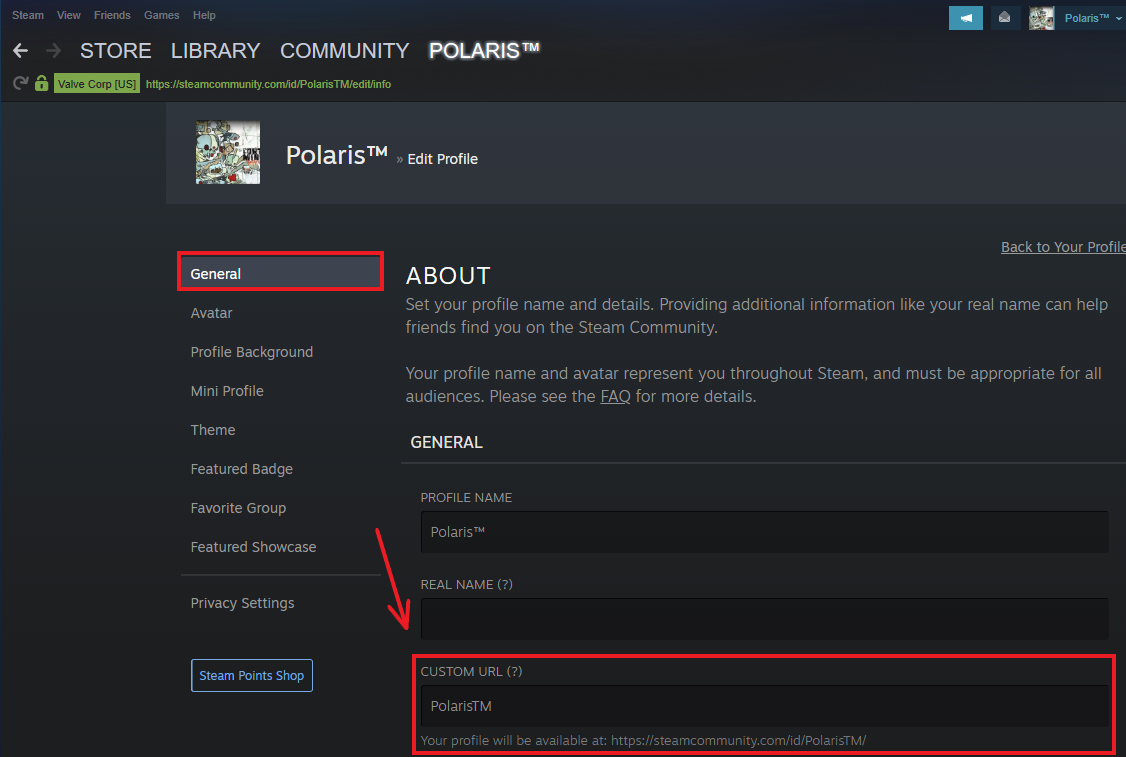 Steam View Friends Games Help
Polaris™
STORE LIBRARY COMMUNITY POLARIS™
Valve Corp [US] https://steamcommunity.com/id/PolarisTM/edit/info
Polaris™ » Edit Profile
Back to Your Profile
General
Avatar
Profile Background
Mini Profile
Theme
Featured Badge
Favorite Group
Featured Showcase
Privacy Settings
Steam Points Shop
ABOUT
Set your profile name and details. Providing additional information like your real name can help
friends find you on the Steam Community.
Your profile name and avatar represent you throughout Steam, and must be appropriate for all
audiences. Please see the FAQ for more details.
GENERAL
PROFILE NAME
Polaris™
REAL NAME (?)
CUSTOM URL (?)
PolarisTM
Your profile will be available at: https://steamcommunity.com/id/PolarisTM/